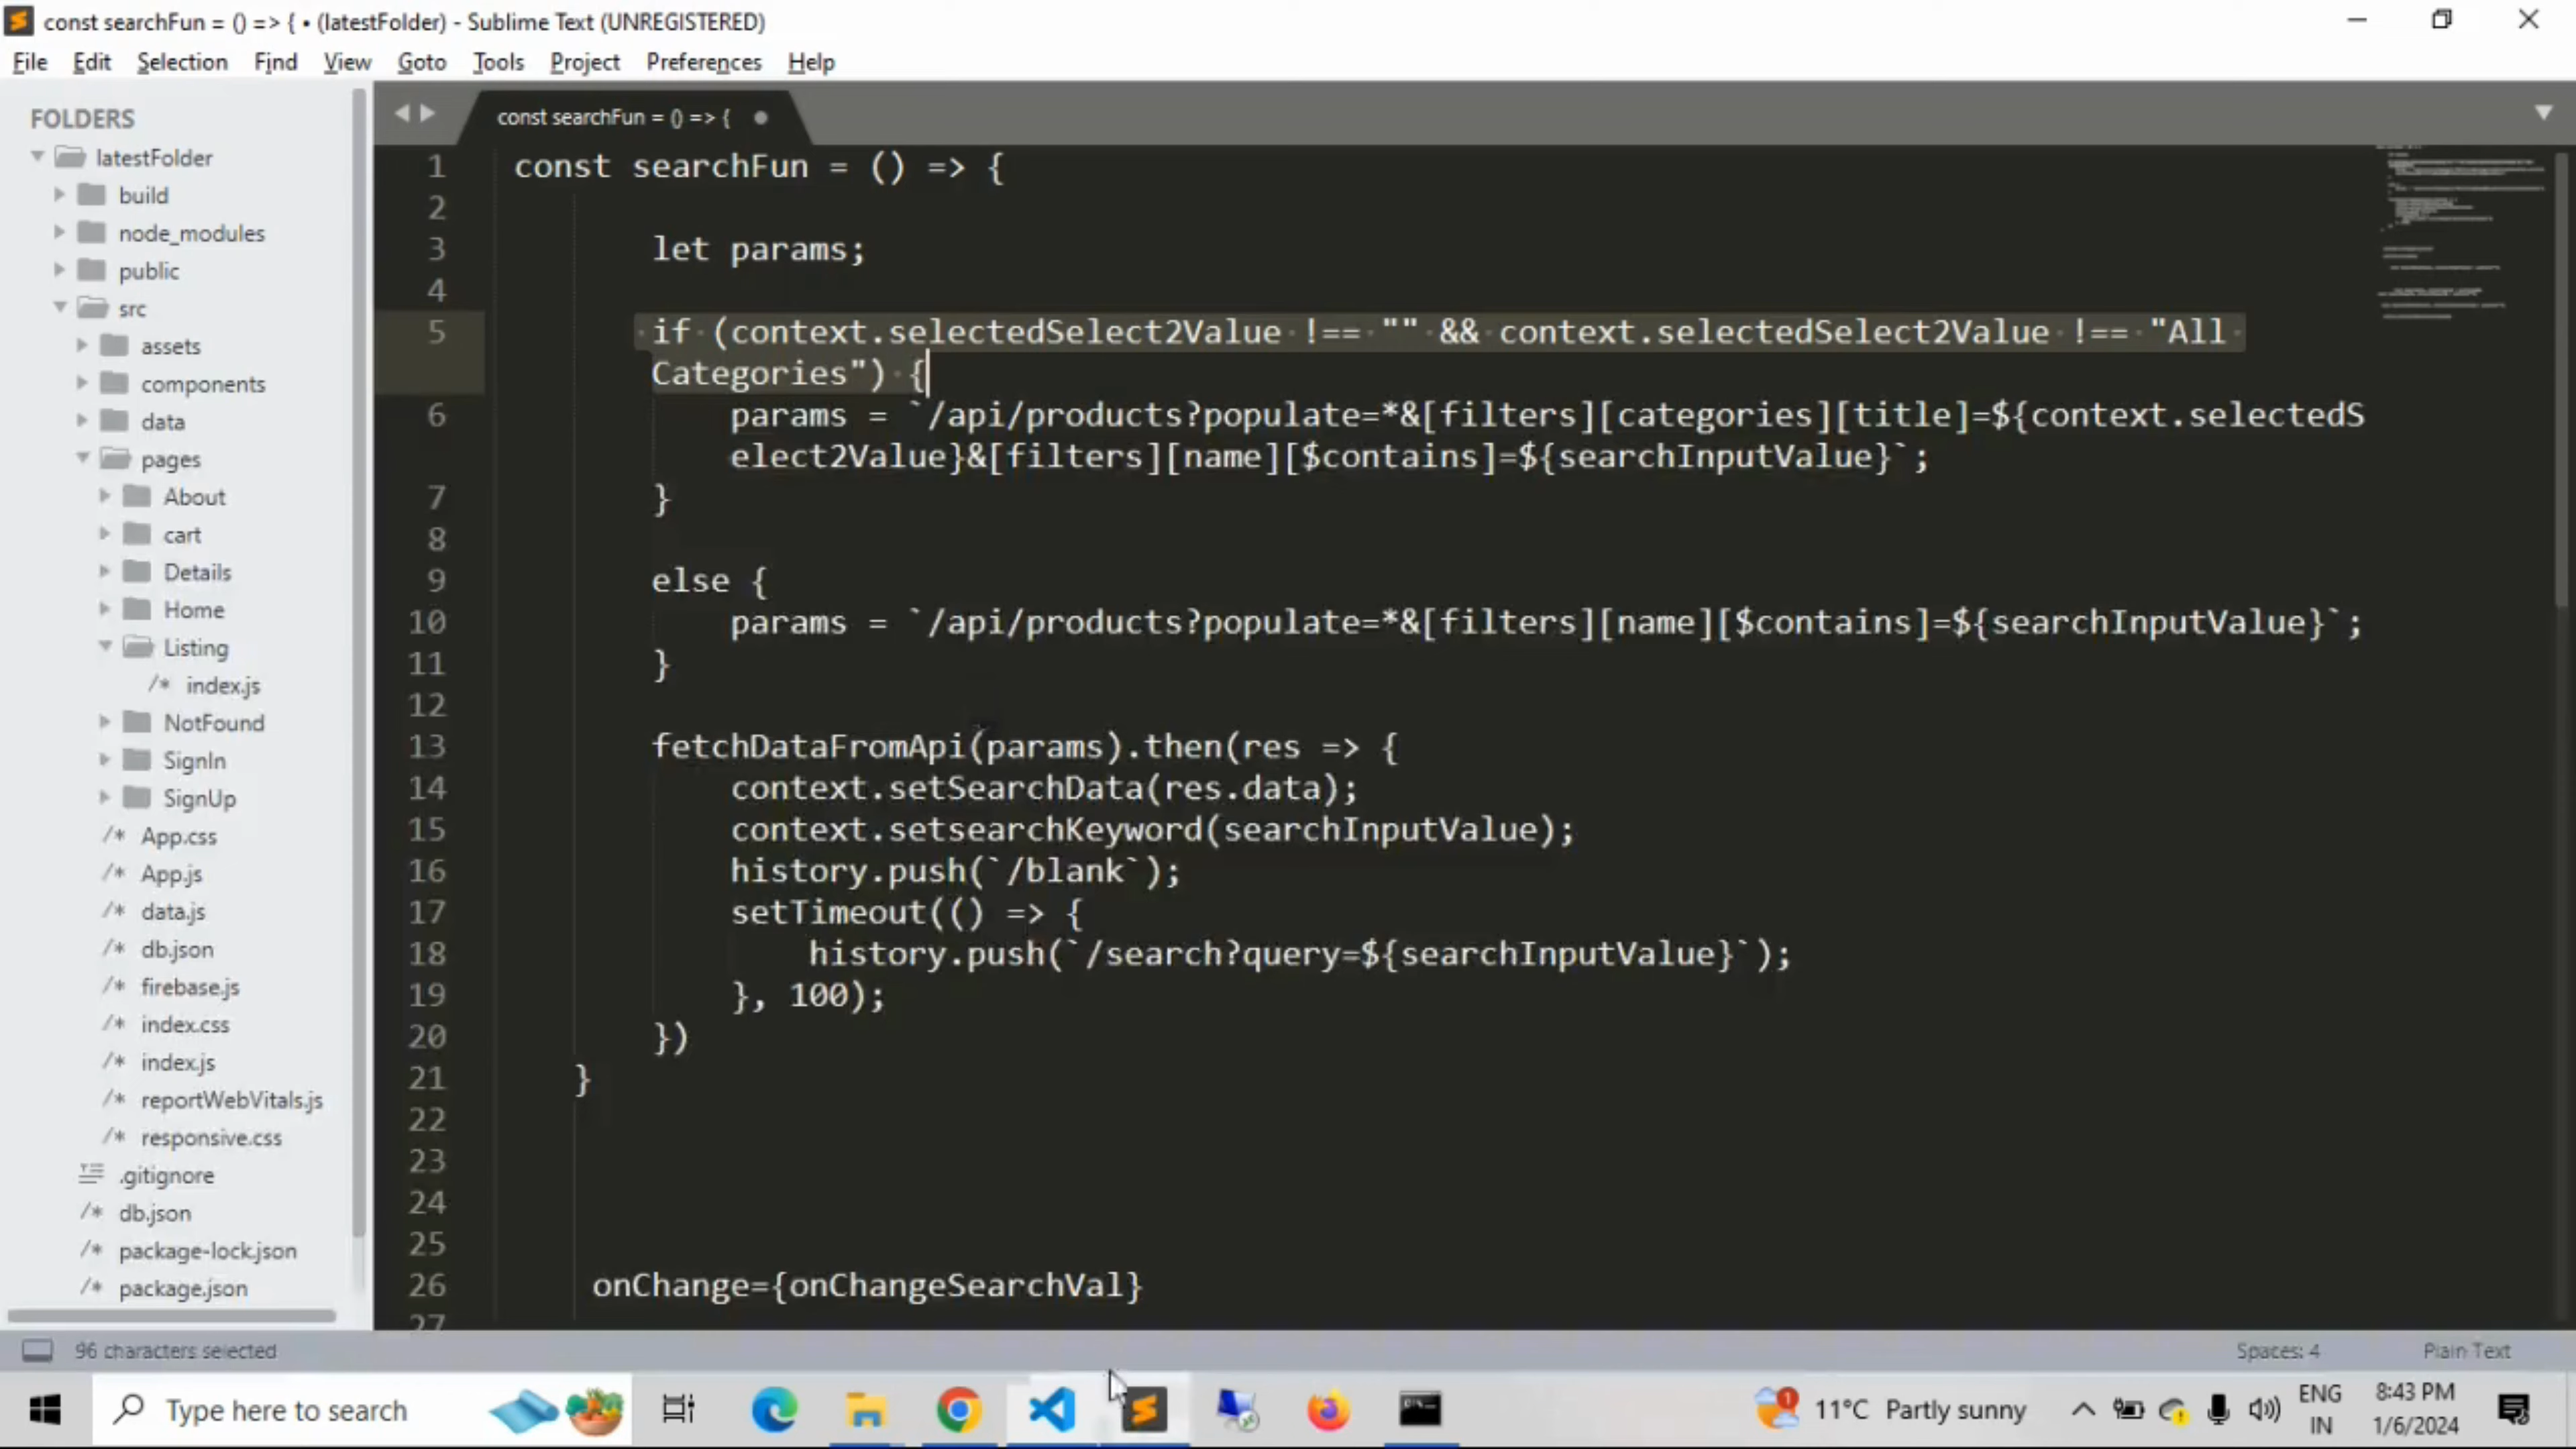 const searchFun = () => { • (latestFolder) - Sublime Text (UNREGISTERED)
File Edit Selection Find View Goto Tools Project Preferences Help
FOLDERS
latestFolder
build
node_modules
public
src
assets
components
data
pages
About
cart
Details
Home
Listing
/* index.js
NotFound
SignIn
SignUp
/* App.css
/* App.js
/* data.js
/* db.json
/* firebase.js
/* index.css
/* index.js
/* reportWebVitals.js
/* responsive.css
.gitignore
/* db.json
/* package-lock.json
/* package.json
const searchFun = () => {
1 const searchFun = () => {
2
3 let params;
4
5 if (context.selectedSelect2Value !== "" && context.selectedSelect2Value !== "All
Categories") {
6 params = `/api/products?populate=*&[filters][categories][title]=${context.selectedS
elect2Value}&[filters][name][$contains]=${searchInputValue}`;
7 }
8
9 else {
10 params = `/api/products?populate=*&[filters][name][$contains]=${searchInputValue}`;
11 }
12
13 fetchDataFromApi(params).then(res => {
14 context.setSearchData(res.data);
15 context.setsearchKeyword(searchInputValue);
16 history.push(`/blank`);
17 setTimeout(() => {
18 history.push(`/search?query=${searchInputValue}`);
19 }, 100);
20 })
21 }
22
23
24
25
26 onChange={onChangeSearchVal}
27
96 characters selected
Spaces: 4 Plain Text
Type here to search
1
11°C Partly sunny
ENG
IN
8:43 PM
1/6/2024